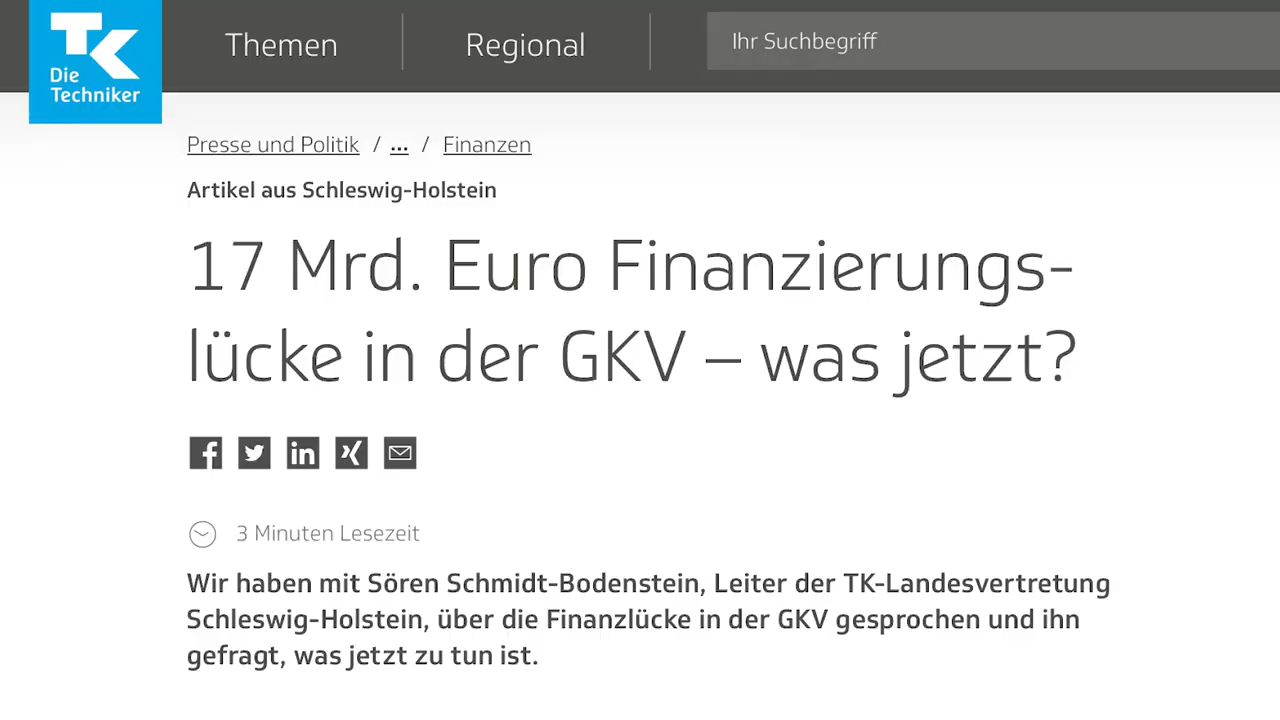 TK
Die
Techniker
Themen
Regional
Ihr Suchbegriff
Presse und Politik / ... / Finanzen
Artikel aus Schleswig-Holstein
17 Mrd. Euro Finanzierungs-
lücke in der GKV – was jetzt?
3 Minuten Lesezeit
Wir haben mit Sören Schmidt-Bodenstein, Leiter der TK-Landesvertretung
Schleswig-Holstein, über die Finanzlücke in der GKV gesprochen und ihn
gefragt, was jetzt zu tun ist.